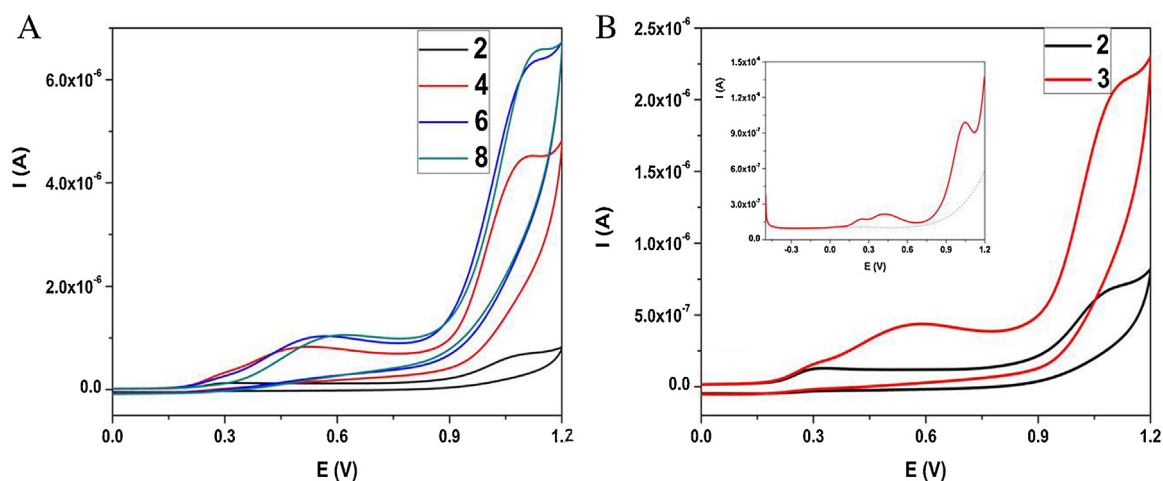 A
2
4
6
8
6.0x10⁻⁶
4.0x10⁻⁶
2.0x10⁻⁶
0.0
I (A)
0.0 0.3 0.6 0.9 1.2
E (V)
B
2
3
2.5x10⁻⁶
2.0x10⁻⁶
1.5x10⁻⁶
1.0x10⁻⁶
5.0x10⁻⁷
0.0
I (A)
0.0 0.3 0.6 0.9 1.2
E (V)
1.5x10⁻⁶
1.2x10⁻⁶
9.0x10⁻⁷
6.0x10⁻⁷
3.0x10⁻⁷
0.0
I (A)
-0.3 0.0 0.3 0.6 0.9 1.2
E (V)